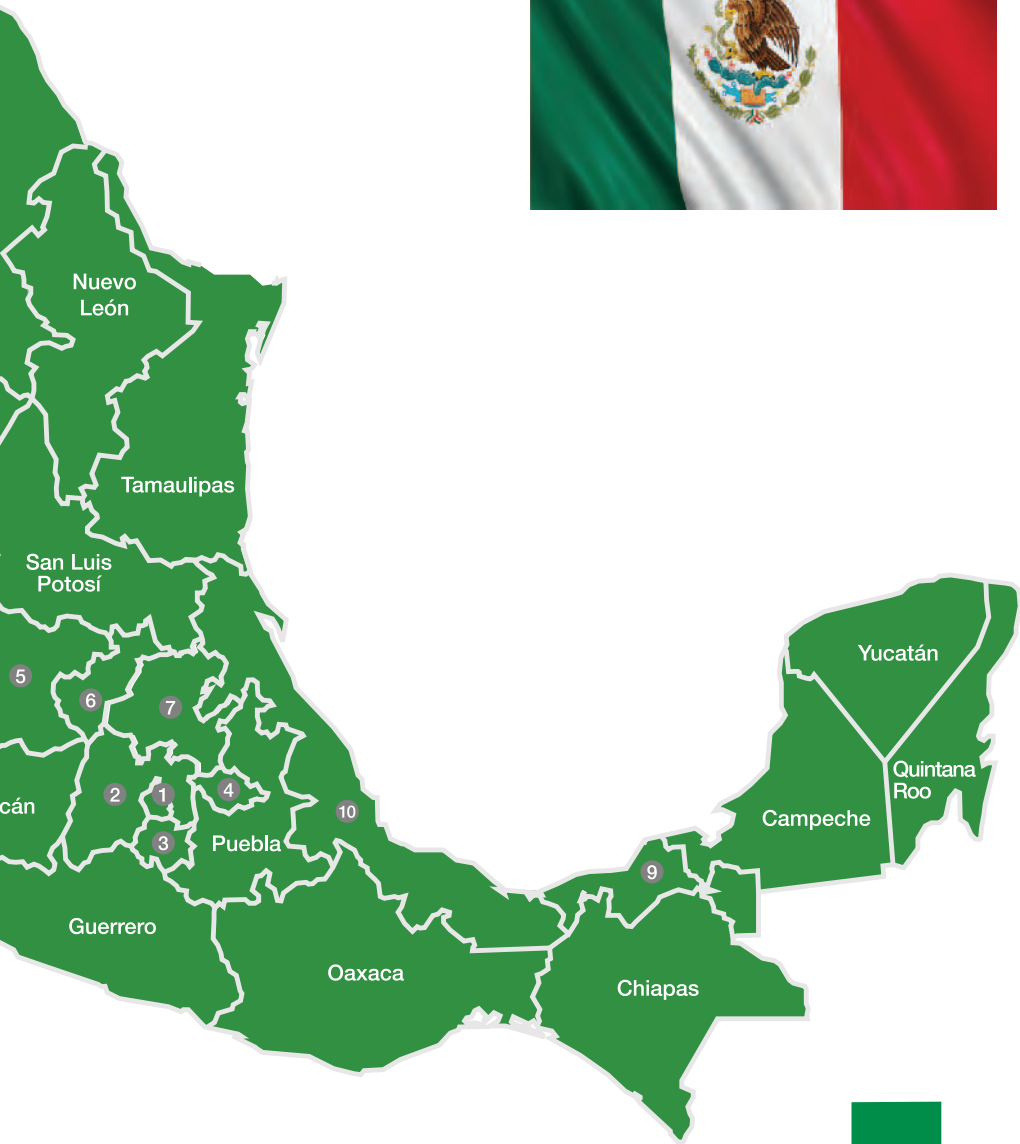 Nuevo
León
Tamaulipas
San Luis
Potosí
5
6
7
Yucatán
Quintana
Roo
2
1
4
cán
10
Campeche
3
Puebla
9
Guerrero
Oaxaca
Chiapas